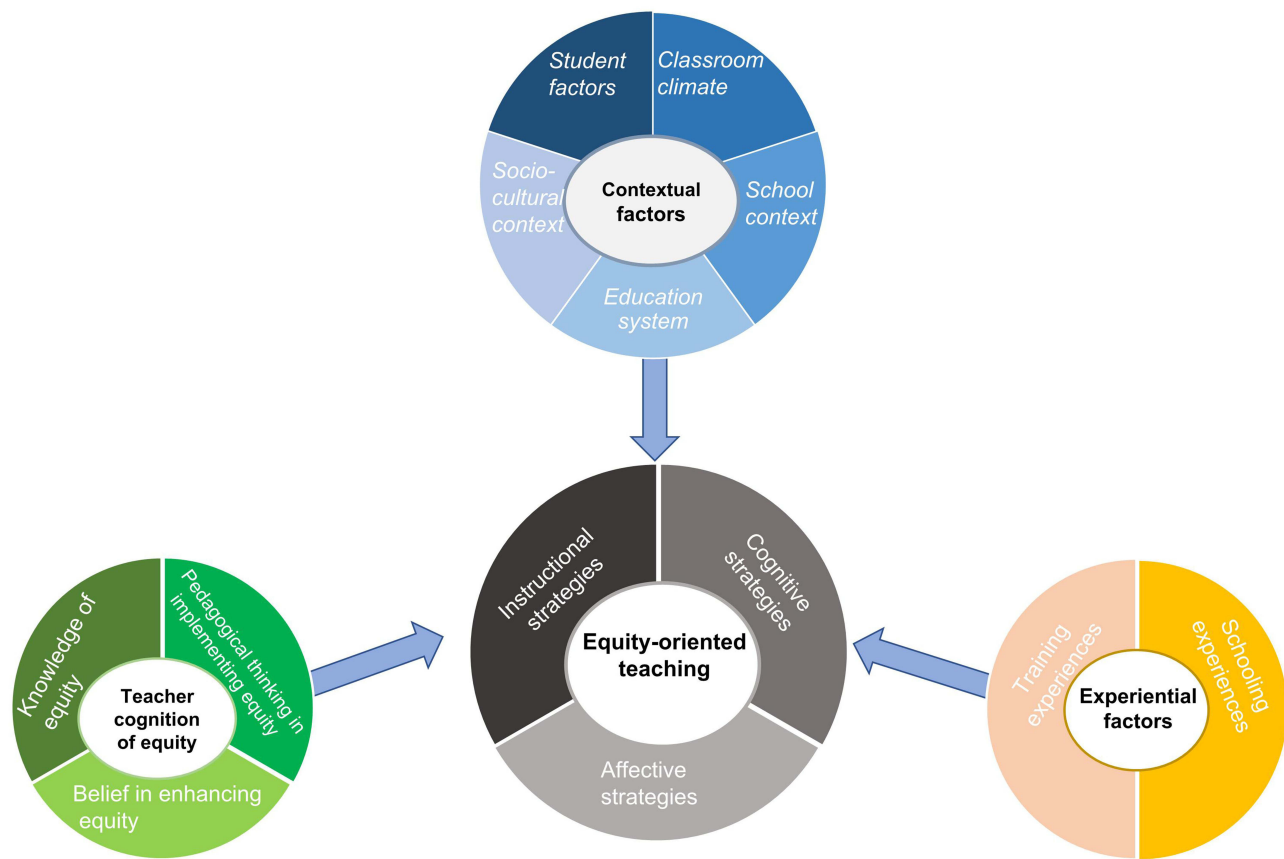 Student
factors
Classroom
climate
Socio-
cultural
context
Contextual
factors
School
context
Education
system
Instructional
strategies
Cognitive
strategies
Equity-oriented
teaching
Affective
strategies
Knowledge of
equity
Pedagogical thinking in
implementing equity
Teacher
cognition
of equity
Belief in enhancing
equity
Training
experiences
Schooling
experiences
Experiential
factors